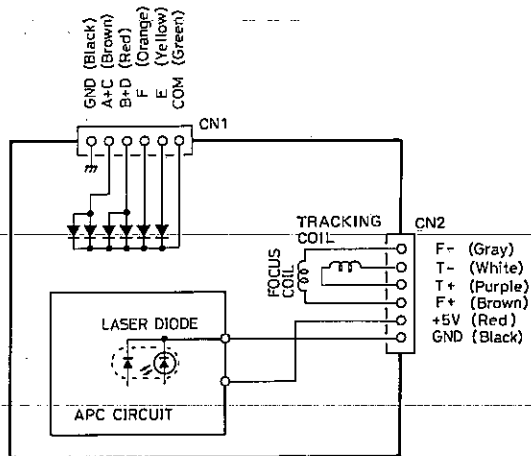 GND (Black)
A+C (Brown)
B+D (Red)
F (Orange)
E (Yellow)
COM (Green)
CN1
TRACKING
COIL
CN2
FOCUS
COIL
F- (Gray)
T- (White)
T+ (Purple)
F+ (Brown)
+5V (Red)
GND (Black)
LASER DIODE
APC CIRCUIT